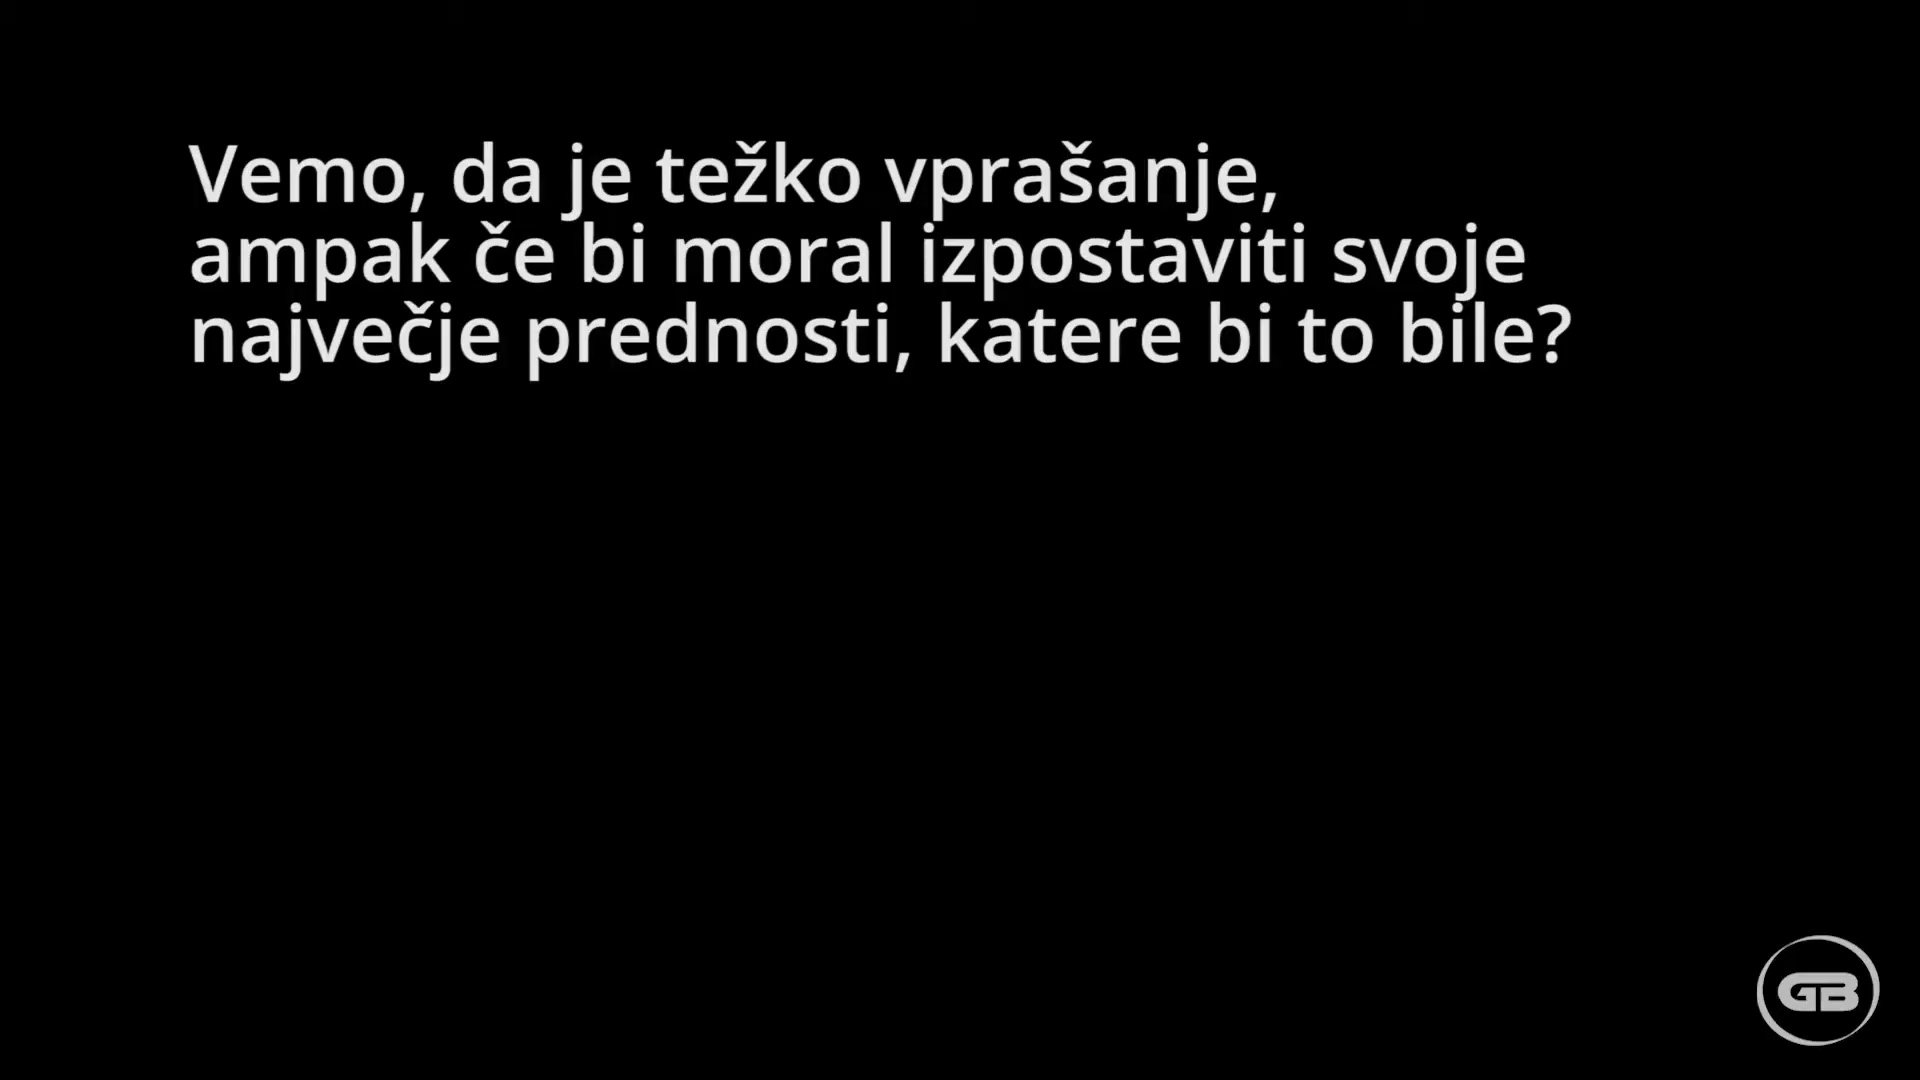 Vemo, da je težko vprašanje,
ampak če bi moral izpostaviti svoje
največje prednosti, katere bi to bile?
GB